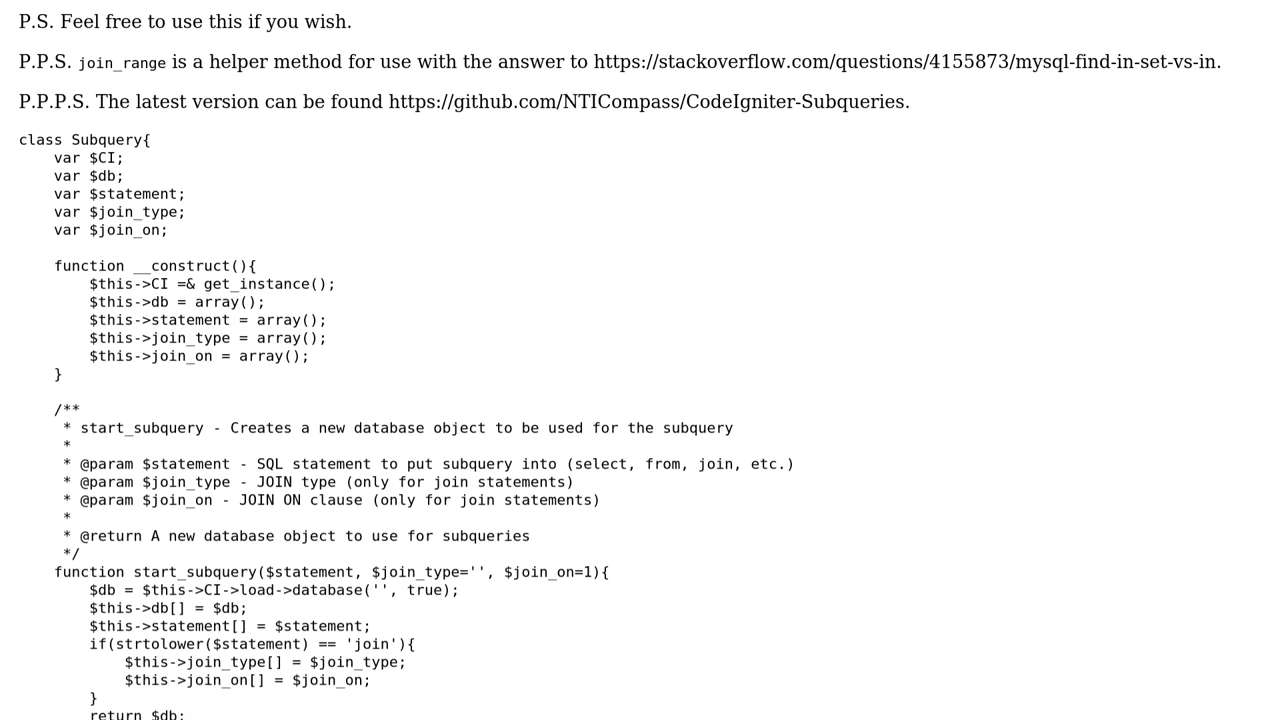 P.S. Feel free to use this if you wish.
P.P.S. join_range is a helper method for use with the answer to https://stackoverflow.com/questions/4155873/mysql-find-in-set-vs-in.
P.P.P.S. The latest version can be found https://github.com/NTICompass/CodeIgniter-Subqueries.
class Subquery{
    var $CI;
    var $db;
    var $statement;
    var $join_type;
    var $join_on;

    function __construct(){
        $this->CI =& get_instance();
        $this->db = array();
        $this->statement = array();
        $this->join_type = array();
        $this->join_on = array();
    }

    /**
     * start_subquery - Creates a new database object to be used for the subquery
     *
     * @param $statement - SQL statement to put subquery into (select, from, join, etc.)
     * @param $join_type - JOIN type (only for join statements)
     * @param $join_on - JOIN ON clause (only for join statements)
     *
     * @return A new database object to use for subqueries
     */
    function start_subquery($statement, $join_type='', $join_on=1){
        $db = $this->CI->load->database('', true);
        $this->db[] = $db;
        $this->statement[] = $statement;
        if(strtolower($statement) == 'join'){
            $this->join_type[] = $join_type;
            $this->join_on[] = $join_on;
        }
        return $db;